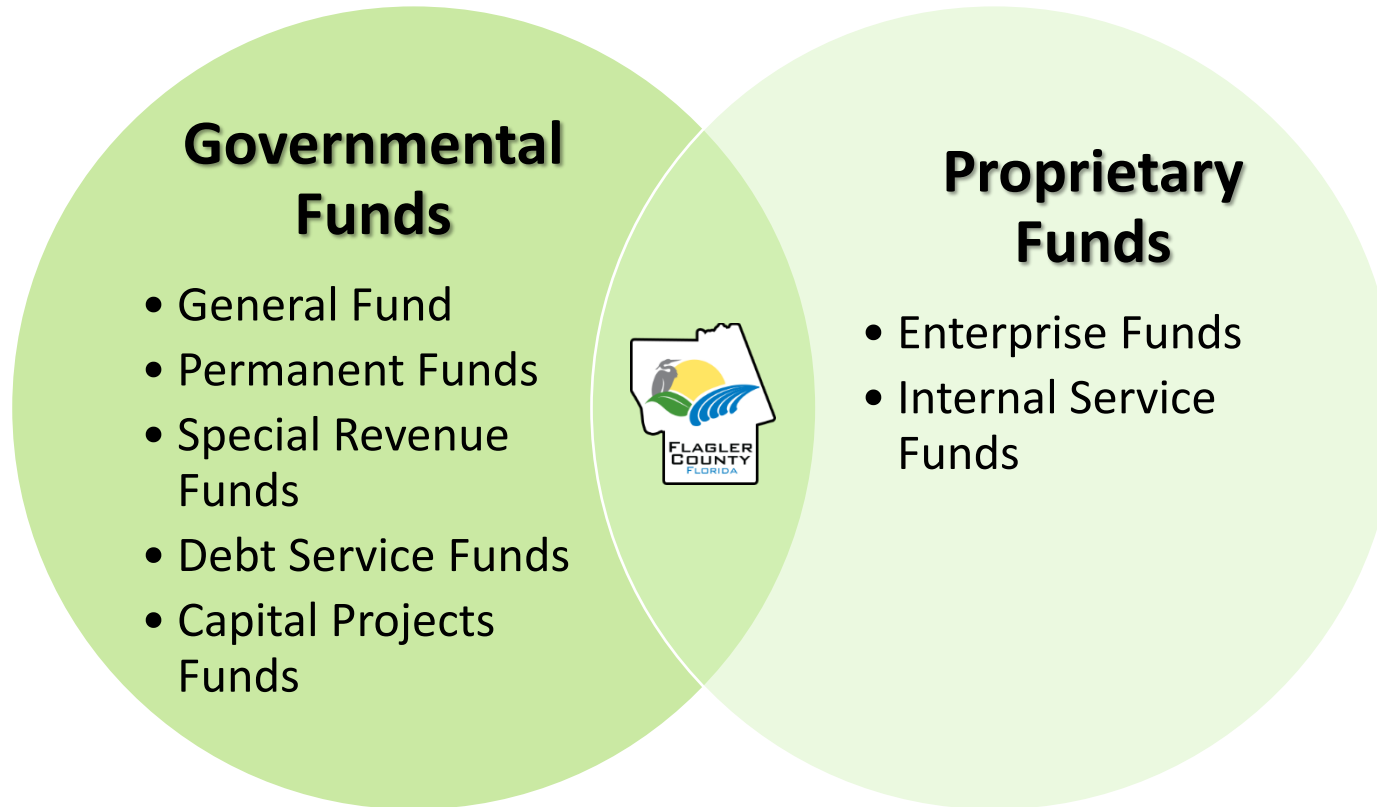 Governmental
Funds
• General Fund
• Permanent Funds
• Special Revenue
Funds
• Debt Service Funds
• Capital Projects
Funds
FLAGLER
COUNTY
FLORIDA
Proprietary
Funds
• Enterprise Funds
• Internal Service
Funds